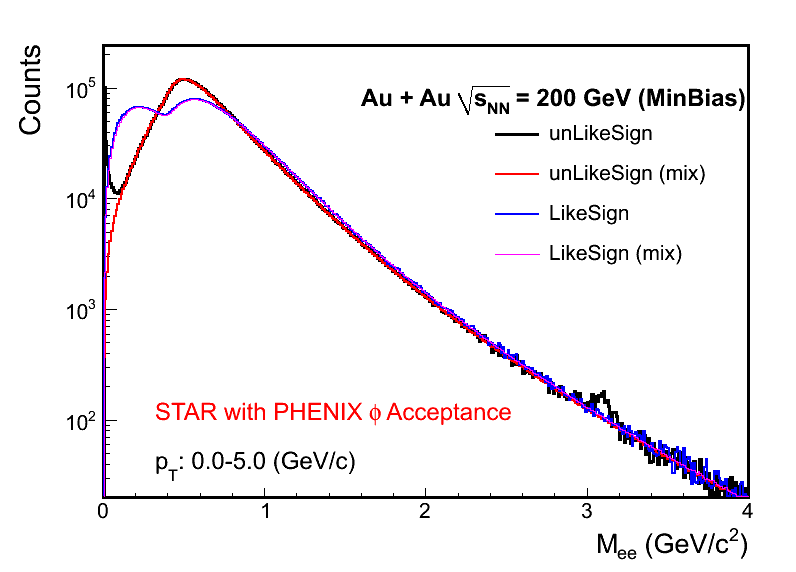 Counts
10^5
10^4
10^3
10^2
Au + Au √s_NN = 200 GeV (MinBias)
unLikeSign
unLikeSign (mix)
LikeSign
LikeSign (mix)
STAR with PHENIX ϕ Acceptance
p_T: 0.0-5.0 (GeV/c)
0 1 2 3 4
M_ee (GeV/c^2)